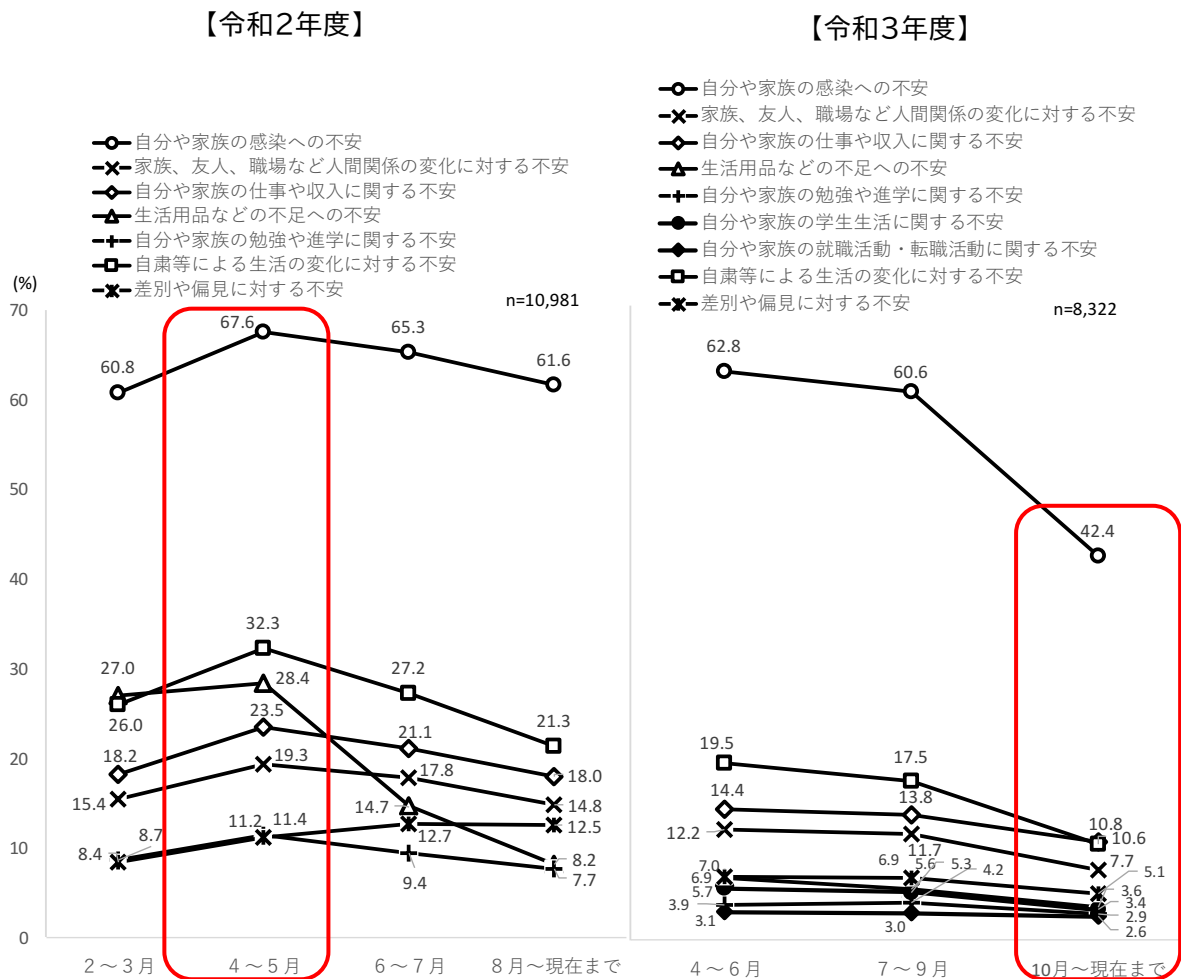 【令和2年度】
自分や家族の感染への不安
家族、友人、職場など人間関係の変化に対する不安
自分や家族の仕事や収入に関する不安
生活用品などの不足への不安
自分や家族の勉強や進学に関する不安
自粛等による生活の変化に対する不安
差別や偏見に対する不安
(%)
n=10,981
70
60
50
40
30
20
10
0
60.8
67.6
65.3
61.6
27.0
26.0
32.3
28.4
27.2
21.3
18.2
23.5
21.1
18.0
15.4
19.3
17.8
14.8
14.7
12.7
12.5
8.4
8.7
11.2
11.4
9.4
8.2
7.7
2～3月
4～5月
6～7月
8月～現在まで
【令和3年度】
自分や家族の感染への不安
家族、友人、職場など人間関係の変化に対する不安
自分や家族の仕事や収入に関する不安
生活用品などの不足への不安
自分や家族の勉強や進学に関する不安
自分や家族の学生生活に関する不安
自分や家族の就職活動・転職活動に関する不安
自粛等による生活の変化に対する不安
差別や偏見に対する不安
n=8,322
62.8
60.6
42.4
19.5
17.5
14.4
13.8
10.8
10.6
12.2
11.7
7.7
7.0
6.9
6.9
5.6
5.3
4.2
5.1
5.7
3.9
3.1
3.0
3.6
3.4
2.9
2.6
4～6月
7～9月
10月～現在まで